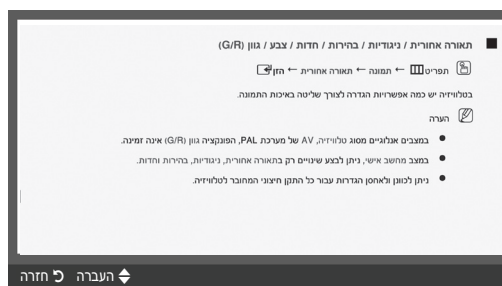 תאורה אחורית / ניגודיות / בהירות / חדות / צבע / גוון (G/R)
תפריט ← תמונה ← תאורה אחורית ← הזן
בטלוויזיה יש כמה אפשרויות הגדרה לצורך שליטה באיכות התמונה.
הערה
במצבים אנלוגיים מסוג טלוויזיה, AV של מערכת PAL, הפונקציה גוון (G/R) אינה זמינה.
במצב מחשב אישי, ניתן לבצע שינויים רק בתאורה אחורית, ניגודיות, בהירות וחדות.
ניתן לכוונן ולאחסן הגדרות עבור כל התקן חיצוני המחובר לטלוויזיה.
העברה חזרה